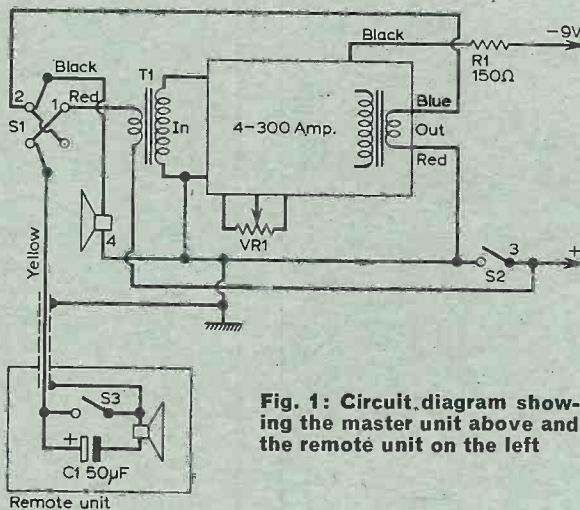 Black
-9V
R1
150Ω
Black
2
1
Red
S1
T1
In
4-300 Amp.
Blue
Out
Red
4
VR1
3
S2
+
Yellow
S3
+
C1 50µF
Remote unit
Fig. 1: Circuit diagram show-
ing the master unit above and
the remote unit on the left